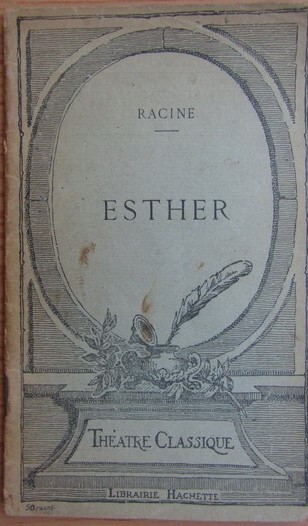 RACINE
ESTHER
THÉATRE CLASSIQUE
LIBRAIRIE HACHETTE